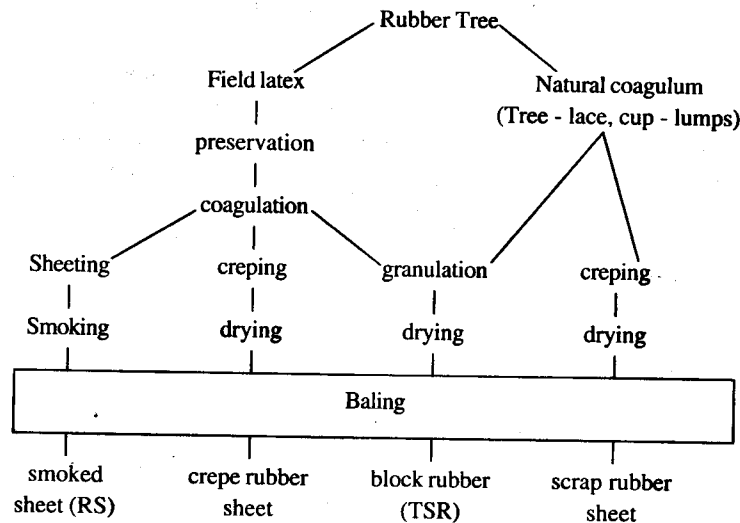 Rubber Tree
Field latex
Natural coagulum
(Tree - lace, cup - lumps)
preservation
coagulation
Sheeting
creping
granulation
creping
Smoking
drying
drying
drying
Baling
smoked
sheet (RS)
crepe rubber
sheet
block rubber
(TSR)
scrap rubber
sheet